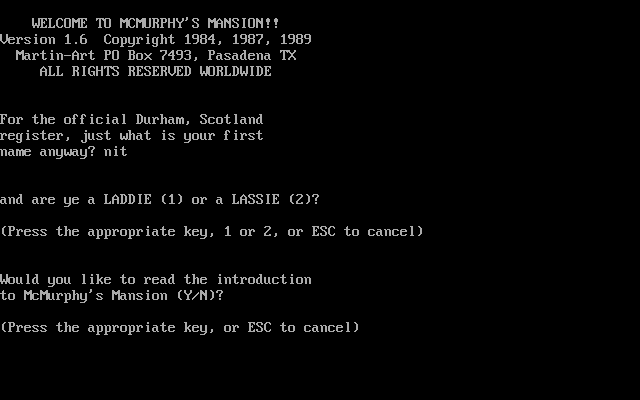 WELCOME TO MCMURPHY'S MANSION!!
Version 1.6  Copyright 1984, 1987, 1989
Martin-Art PO Box 7493, Pasadena TX
ALL RIGHTS RESERVED WORLDWIDE
For the official Durham, Scotland
register, just what is your first
name anyway? nit
and are ye a LADDIE (1) or a LASSIE (2)?
(Press the appropriate key, 1 or 2, or ESC to cancel)
Would you like to read the introduction
to McMurphy's Mansion (Y/N)?
(Press the appropriate key, or ESC to cancel)